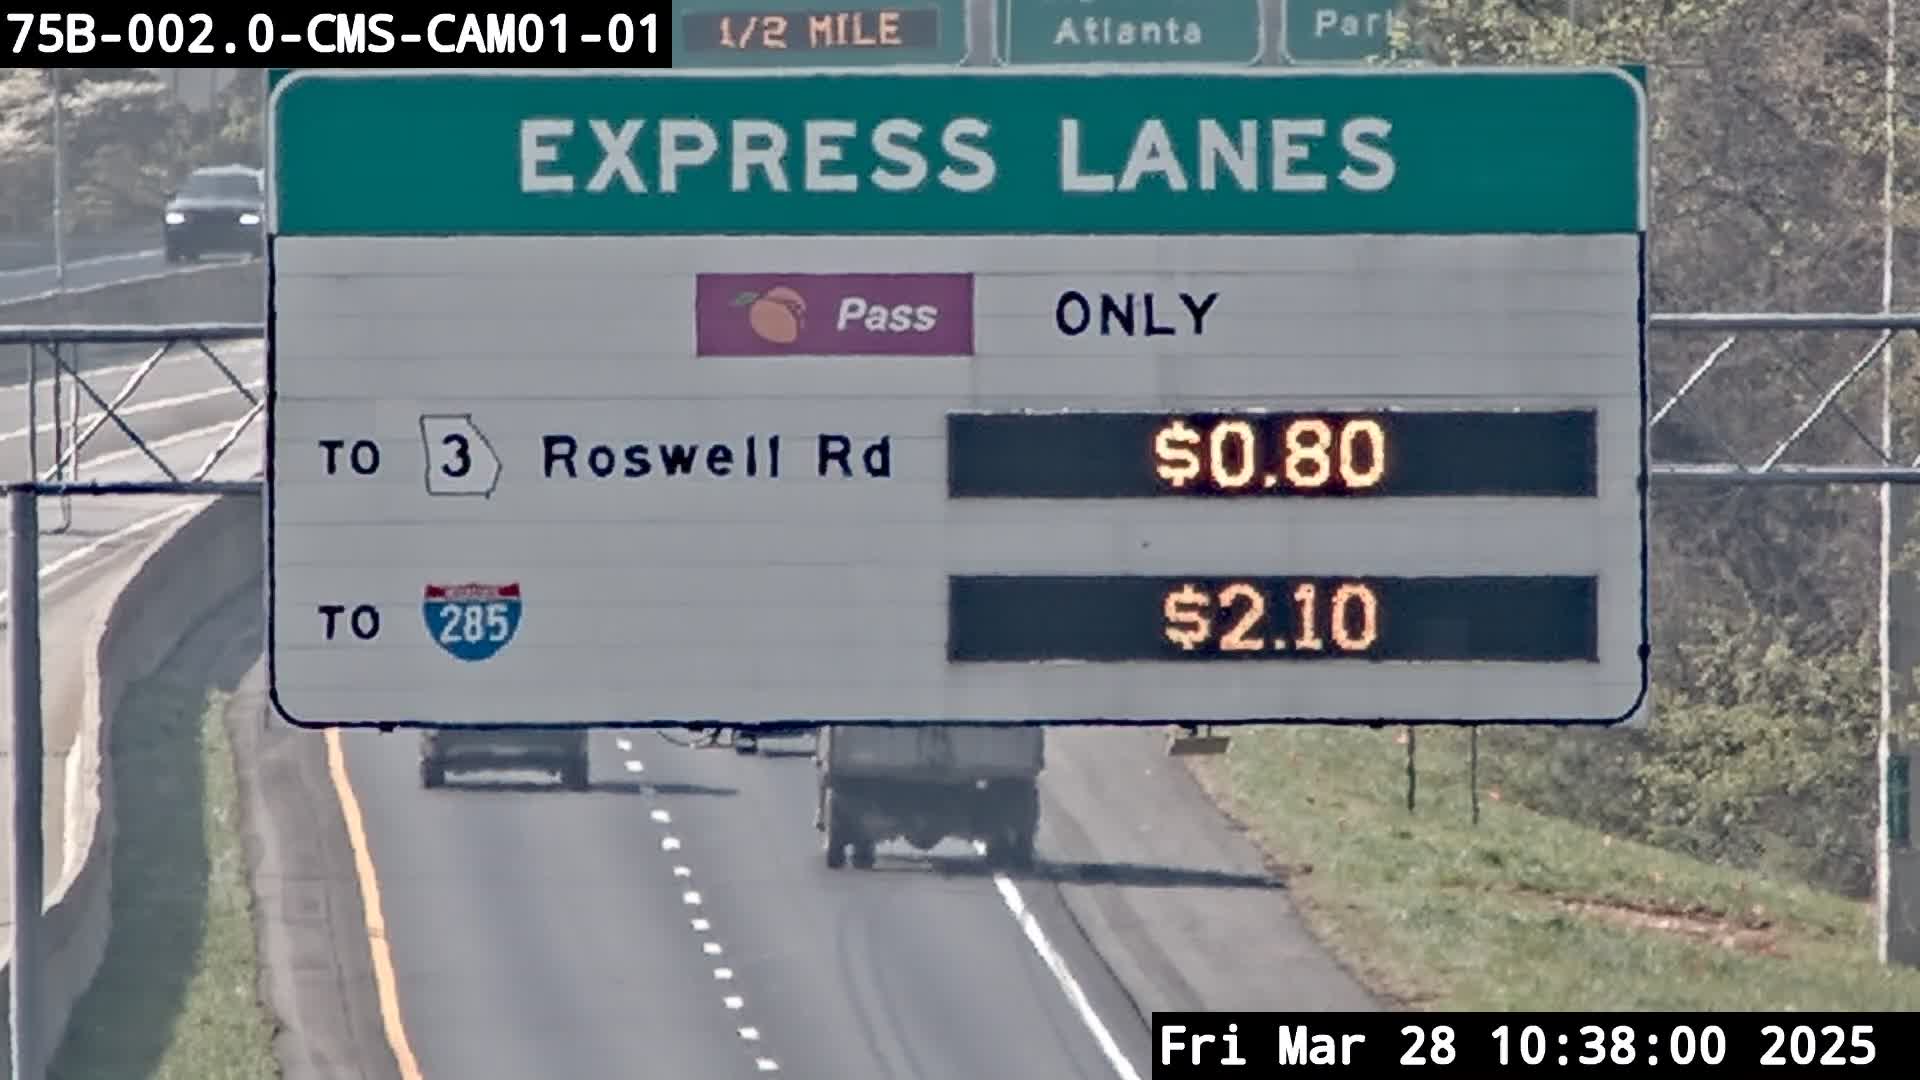 75B-002.0-CMS-CAM01-01
1/2 MILE
Atlanta
EXPRESS LANES
Pass ONLY
TO 3 Roswell Rd $0.80
TO 285 $2.10
Fri Mar 28 10:38:00 2025